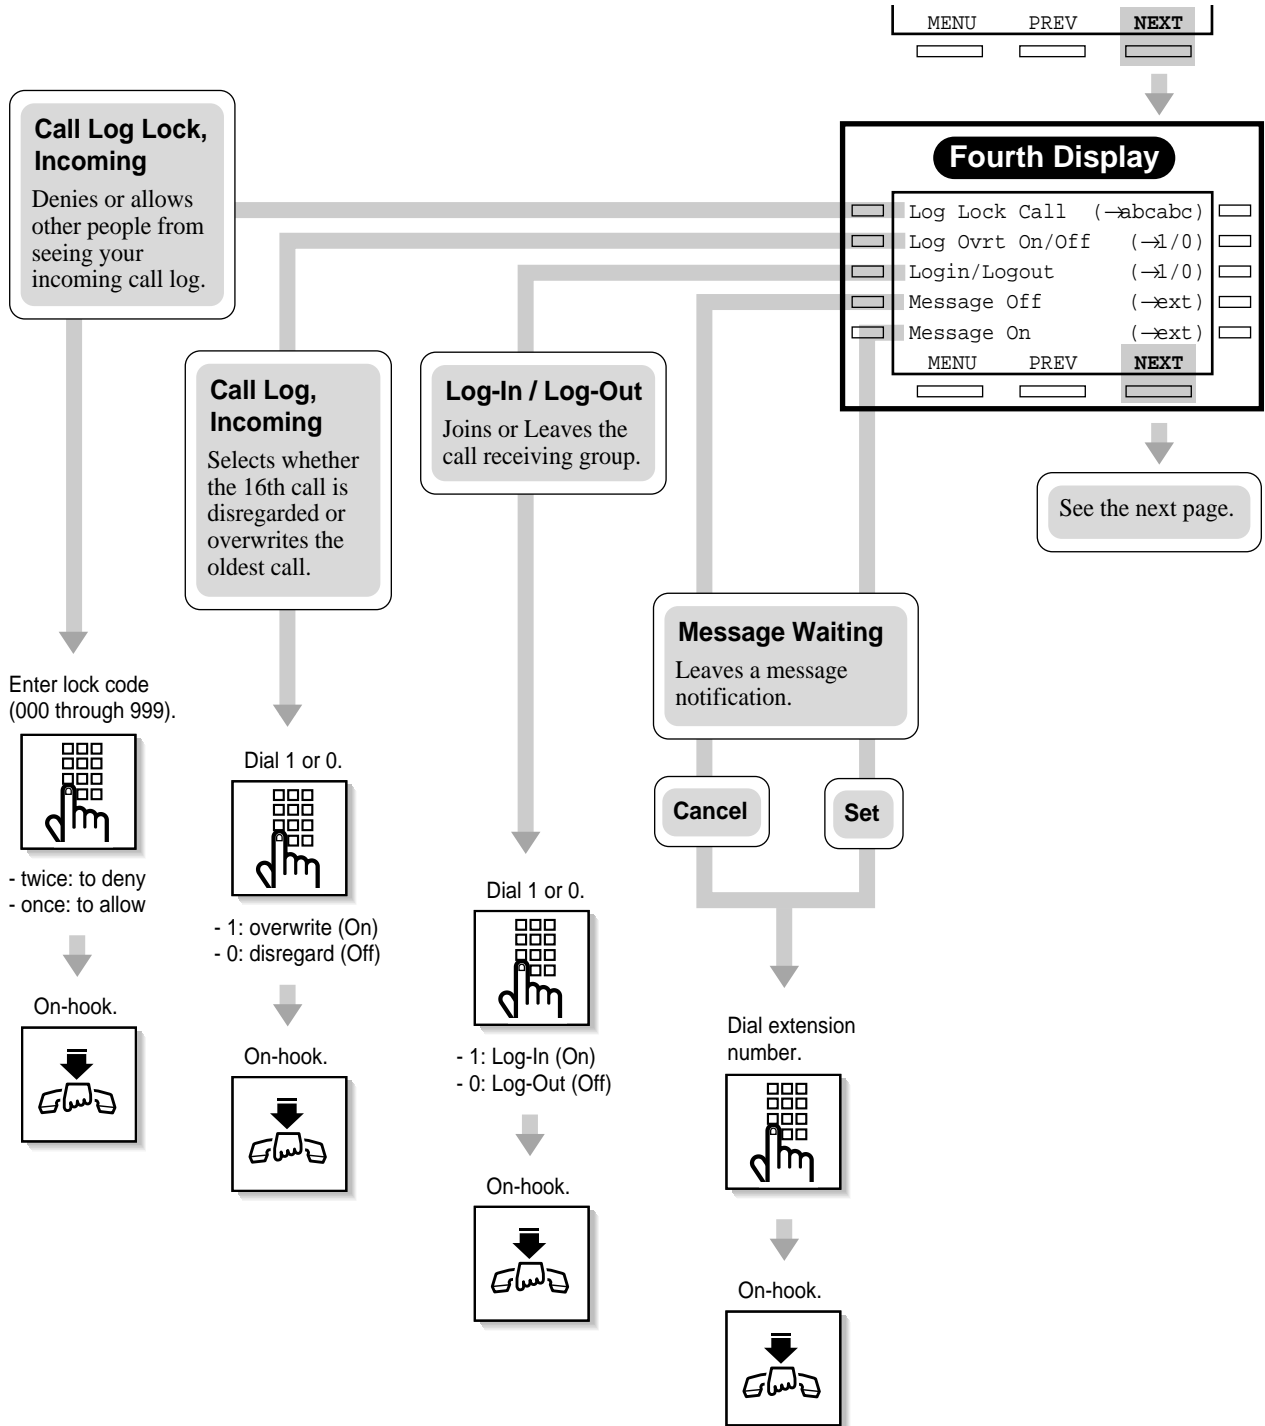 MENU PREV NEXT
Fourth Display
Log Lock Call (→abcabc)
Log Ovrt On/Off (→1/0)
Login/Logout (→1/0)
Message Off (→ext)
Message On (→ext)
MENU PREV NEXT
See the next page.
Call Log Lock,
Incoming
Denies or allows
other people from
seeing your
incoming call log.
Enter lock code
(000 through 999).
- twice: to deny
- once: to allow
On-hook.
Call Log,
Incoming
Selects whether
the 16th call is
disregarded or
overwrites the
oldest call.
Dial 1 or 0.
- 1: overwrite (On)
- 0: disregard (Off)
On-hook.
Log-In / Log-Out
Joins or Leaves the
call receiving group.
Dial 1 or 0.
- 1: Log-In (On)
- 0: Log-Out (Off)
On-hook.
Message Waiting
Leaves a message
notification.
Cancel
Set
Dial extension
number.
On-hook.